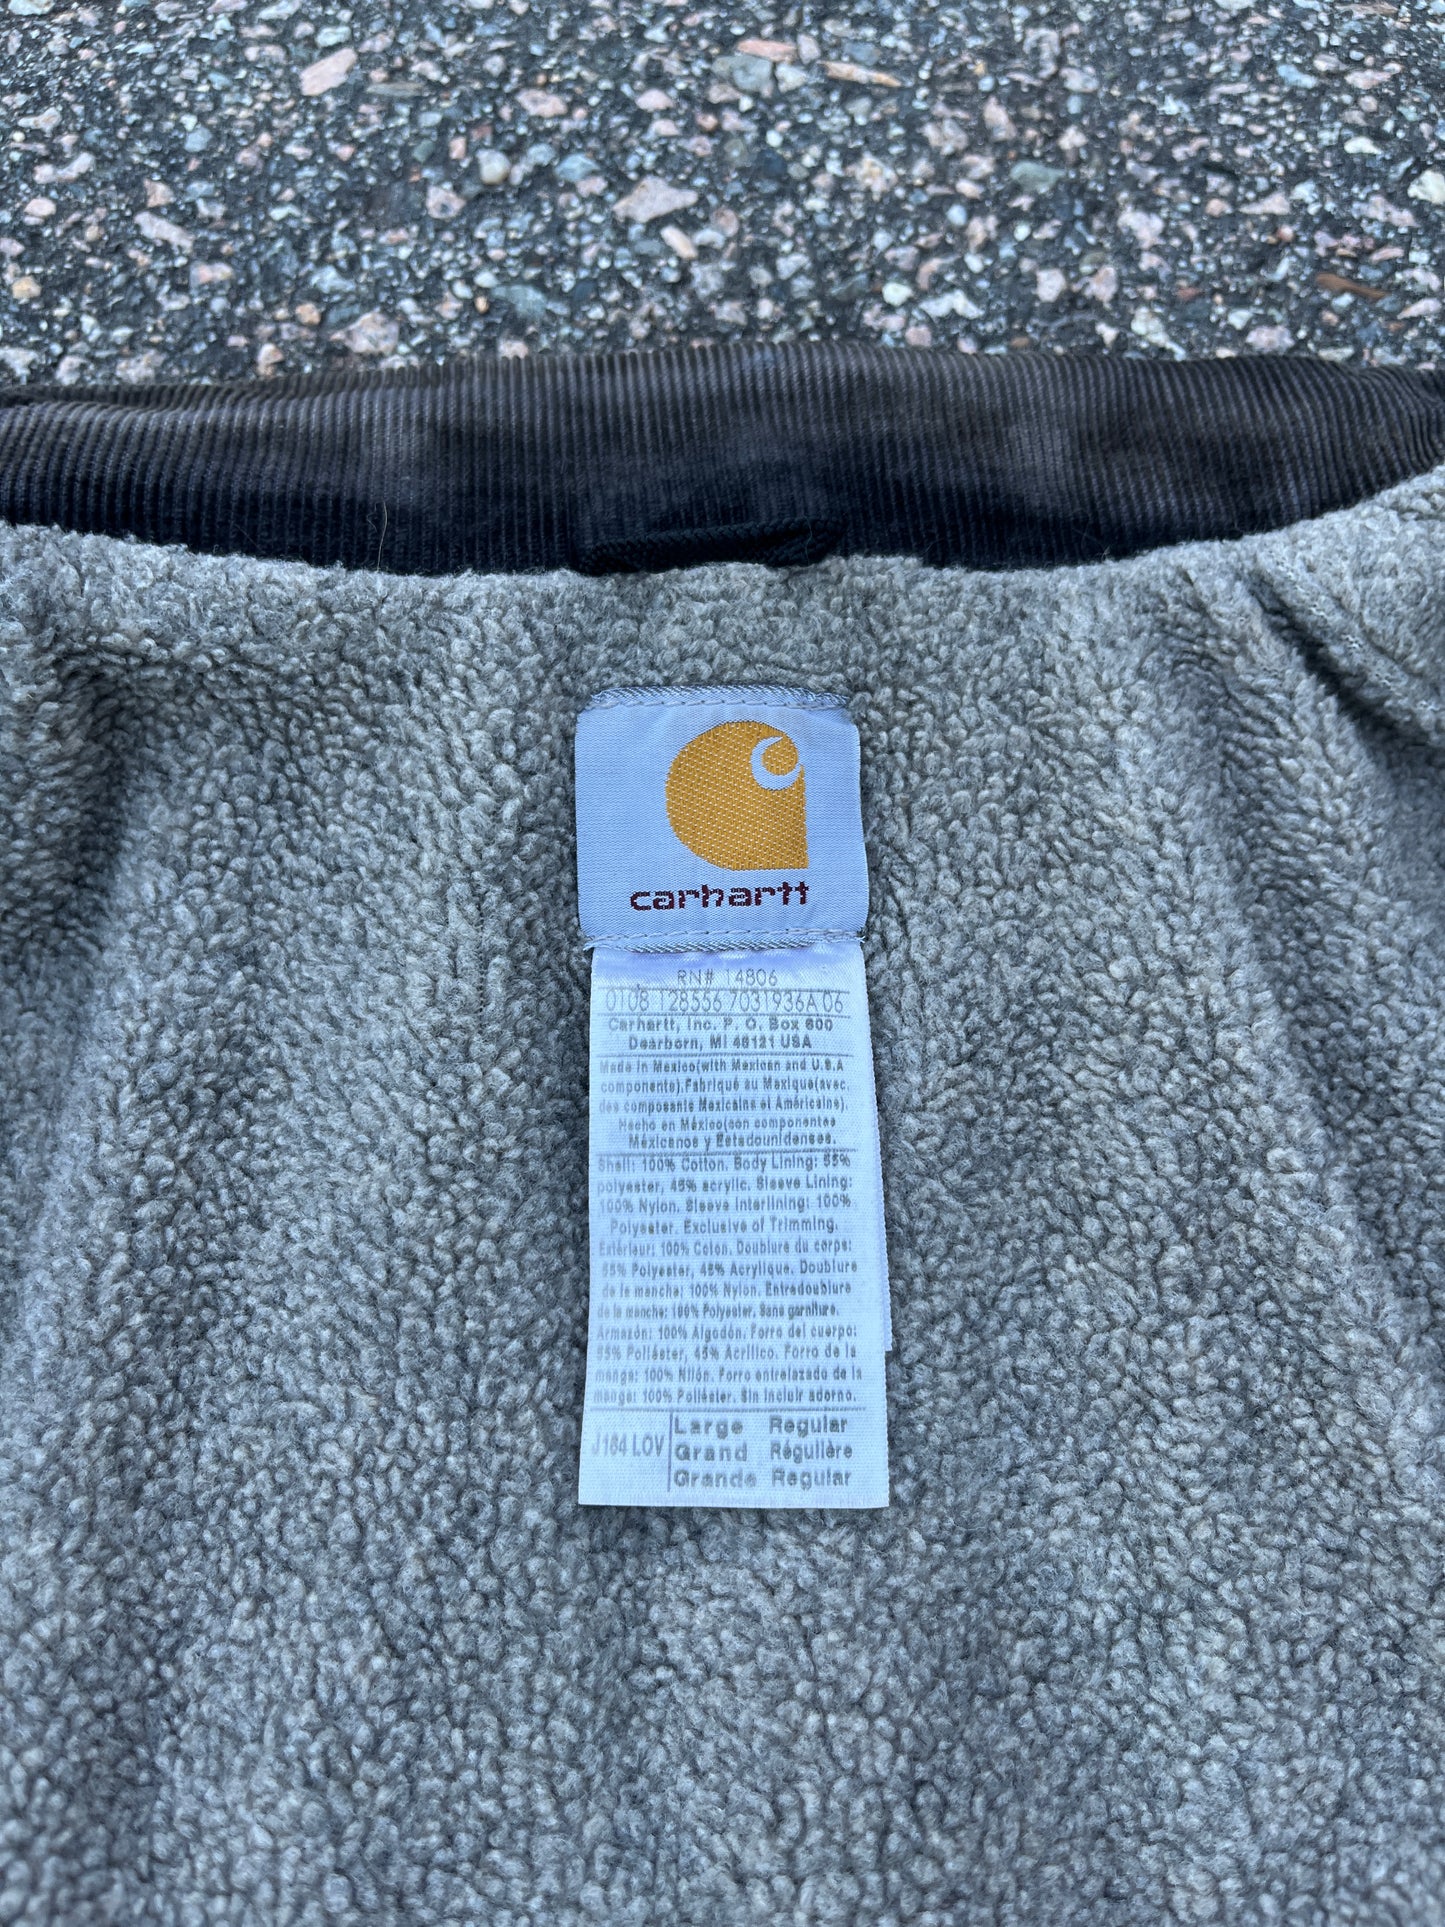 carhartt
RN# 14806
0108 128556 7031936A 06
Carhartt, Inc. P. O. Box 600
Dearborn, MI 48121 USA
Made in Mexico(with Mexican and U.S.A
components).Fabriqué au Mexique(avec
des composants Mexicains et Américains).
Hecho en México(con componentes
Méxicanos y Estadounidenses.
Shell: 100% Cotton. Body Lining: 55%
polyester, 45% acrylic. Sleeve Lining:
100% Nylon. Sleeve Interlining: 100%
Polyester. Exclusive of Trimming.
Extérieur: 100% Coton. Doublure du corps:
55% Polyester, 45% Acrylique. Doublure
de la manche: 100% Nylon. Entredoublure
de la manche: 100% Polyester. Sans garniture.
Armazón: 100% Algodón. Forro del cuerpo:
55% Poliéster, 45% Acrílico. Forro de la
manga: 100% Nilón. Forro entrelazado de la
manga: 100% Poliéster. Sin incluir adorno.
J164 LOV
Large Regular
Grand Régulière
Grande Regular